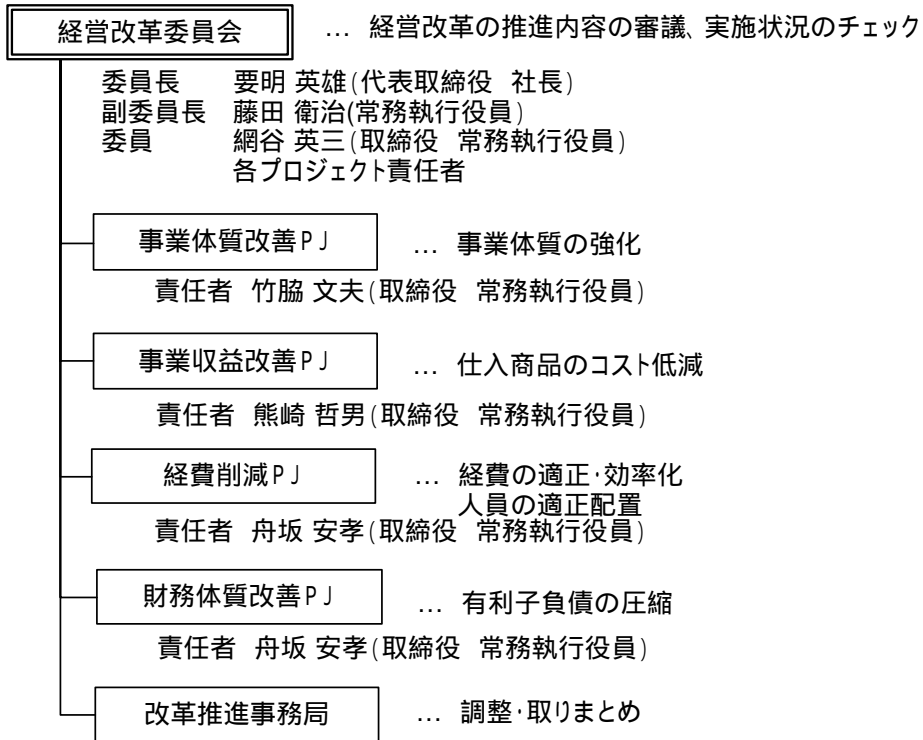 経営改革委員会 … 経営改革の推進内容の審議、実施状況のチェック
委員長 要明 英雄(代表取締役 社長)
副委員長 藤田 衛治(常務執行役員)
委員 網谷 英三(取締役 常務執行役員)
各プロジェクト責任者
事業体質改善PJ … 事業体質の強化
責任者 竹脇 文夫(取締役 常務執行役員)
事業収益改善PJ … 仕入商品のコスト低減
責任者 熊崎 哲男(取締役 常務執行役員)
経費削減PJ … 経費の適正・効率化
人員の適正配置
責任者 舟坂 安孝(取締役 常務執行役員)
財務体質改善PJ … 有利子負債の圧縮
責任者 舟坂 安孝(取締役 常務執行役員)
改革推進事務局 … 調整・取りまとめ